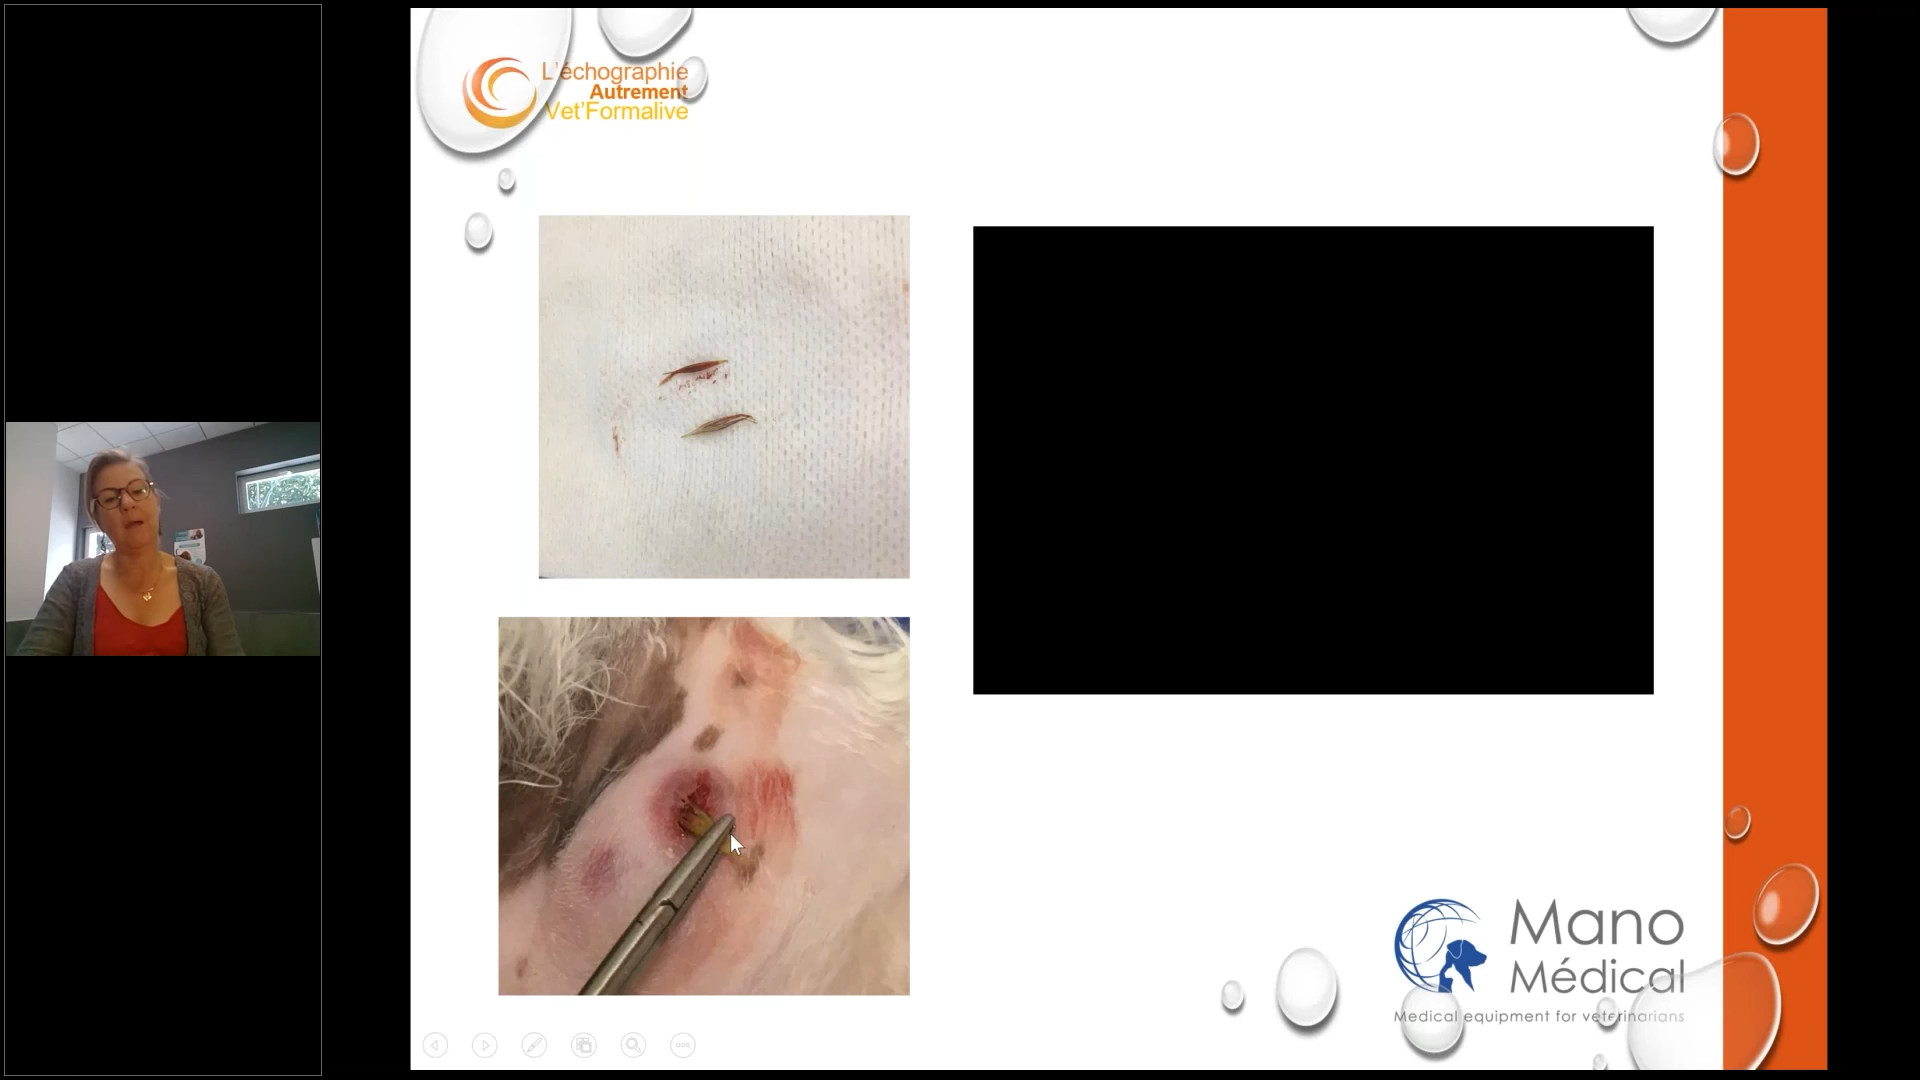 L'échographie
Autrement
Vet'Formalive
Mano
Médical
Medical equipment for veterinarians